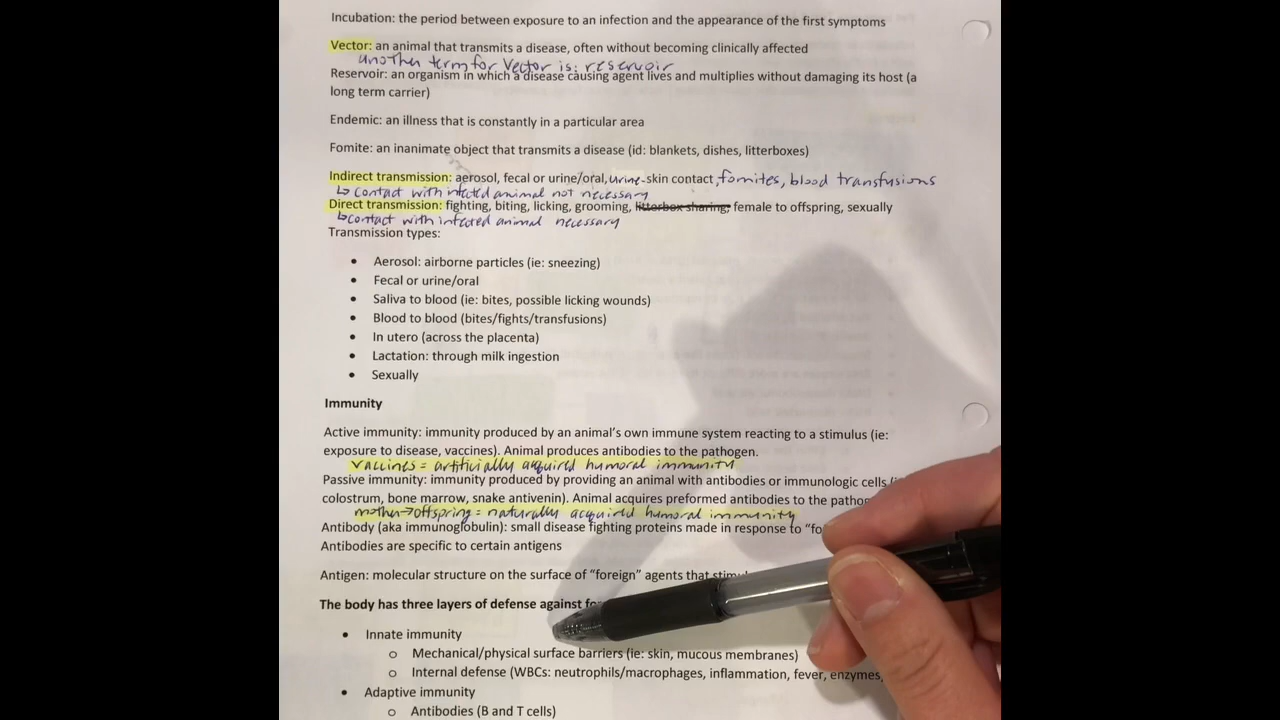 Incubation: the period between exposure to an infection and the appearance of the first symptoms
Vector: an animal that transmits a disease, often without becoming clinically affected
another term for Vector is: reservoir
Reservoir: an organism in which a disease causing agent lives and multiplies without damaging its host (a
long term carrier)
Endemic: an illness that is constantly in a particular area
Fomite: an inanimate object that transmits a disease (id: blankets, dishes, litterboxes)
Indirect transmission: aerosol, fecal or urine/oral, urine-skin contact, fomites, blood transfusions
↳ contact with infected animal not necessary
Direct transmission: fighting, biting, licking, grooming, litterbox sharing, female to offspring, sexually
↳ contact with infected animal necessary
Transmission types:
• Aerosol: airborne particles (ie: sneezing)
• Fecal or urine/oral
• Saliva to blood (ie: bites, possible licking wounds)
• Blood to blood (bites/fights/transfusions)
• In utero (across the placenta)
• Lactation: through milk ingestion
• Sexually
Immunity
Active immunity: immunity produced by an animal's own immune system reacting to a stimulus (ie:
exposure to disease, vaccines). Animal produces antibodies to the pathogen.
vaccines = artificially acquired humoral immunity
Passive immunity: immunity produced by providing an animal with antibodies or immunologic cells
colostrum, bone marrow, snake antivenin). Animal acquires preformed antibodies to the
mother→offspring = naturally acquired humoral immunity
Antibody (aka immunoglobulin): small disease fighting proteins made in response to
Antibodies are specific to certain antigens
Antigen: molecular structure on the surface of "foreign" agents that
The body has three layers of defense against
• Innate immunity
o Mechanical/physical surface barriers (ie: skin, mucous membranes)
o Internal defense (WBCs: neutrophils/macrophages, inflammation, fever, enzymes,
• Adaptive immunity
o Antibodies (B and T cells)